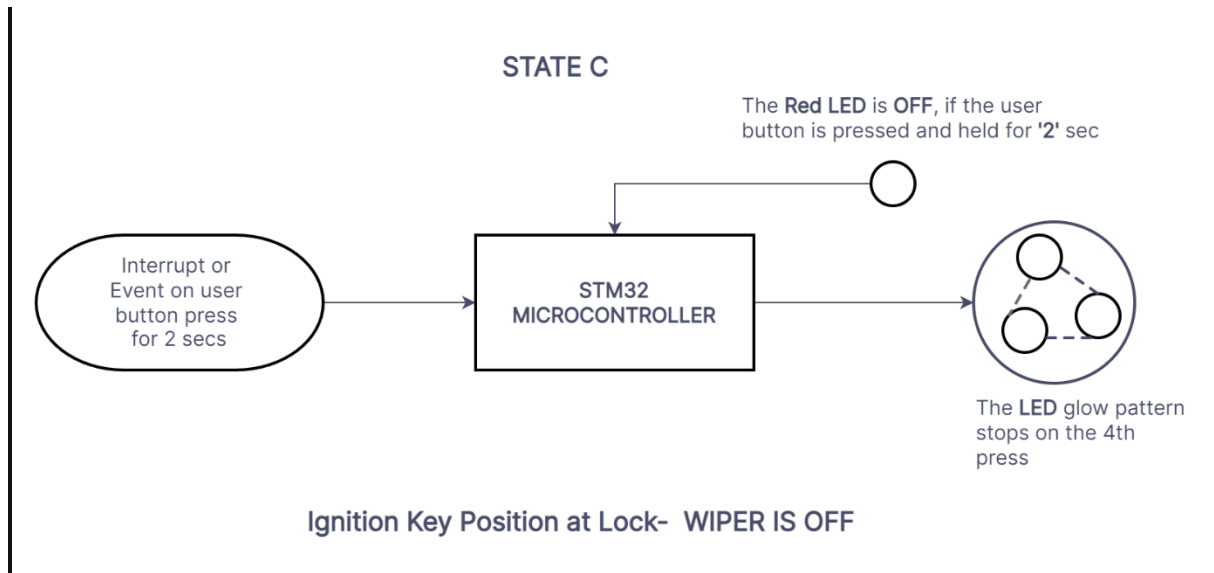 STATE C
The Red LED is OFF, if the user
button is pressed and held for '2' sec
Interrupt or
Event on user
button press
for 2 secs
STM32
MICROCONTROLLER
The LED glow pattern
stops on the 4th
press
Ignition Key Position at Lock- WIPER IS OFF